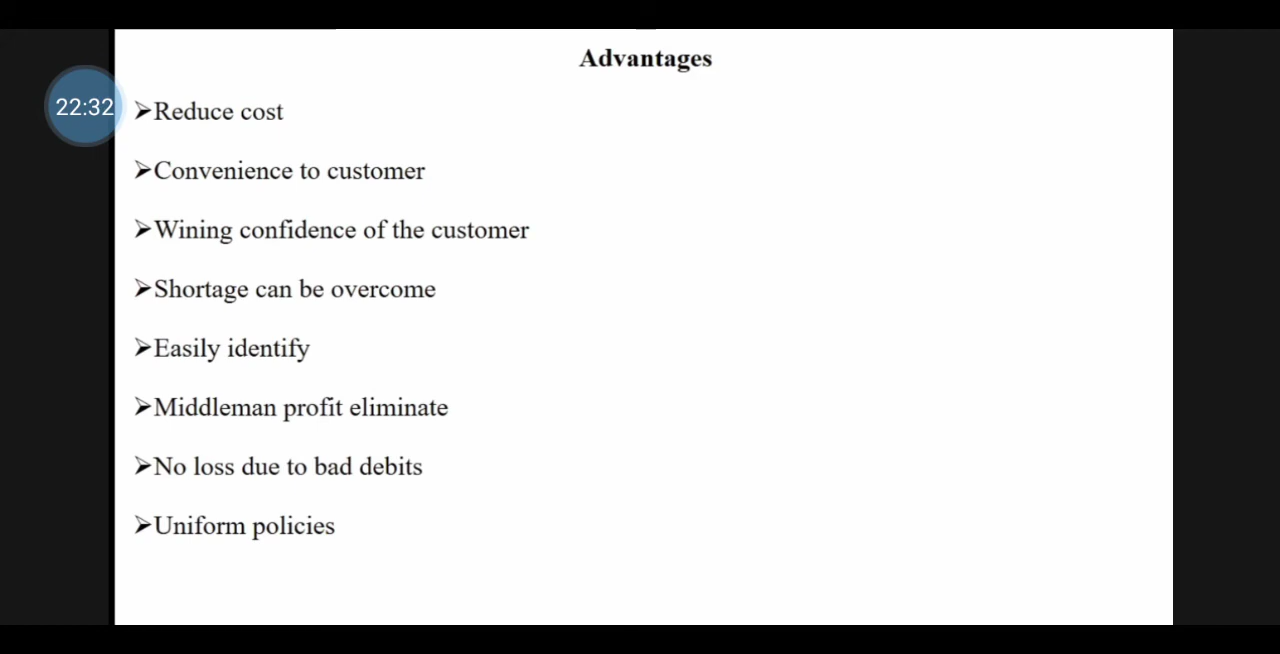 Advantages
22:32
➢Reduce cost
➢Convenience to customer
➢Wining confidence of the customer
➢Shortage can be overcome
➢Easily identify
➢Middleman profit eliminate
➢No loss due to bad debits
➢Uniform policies